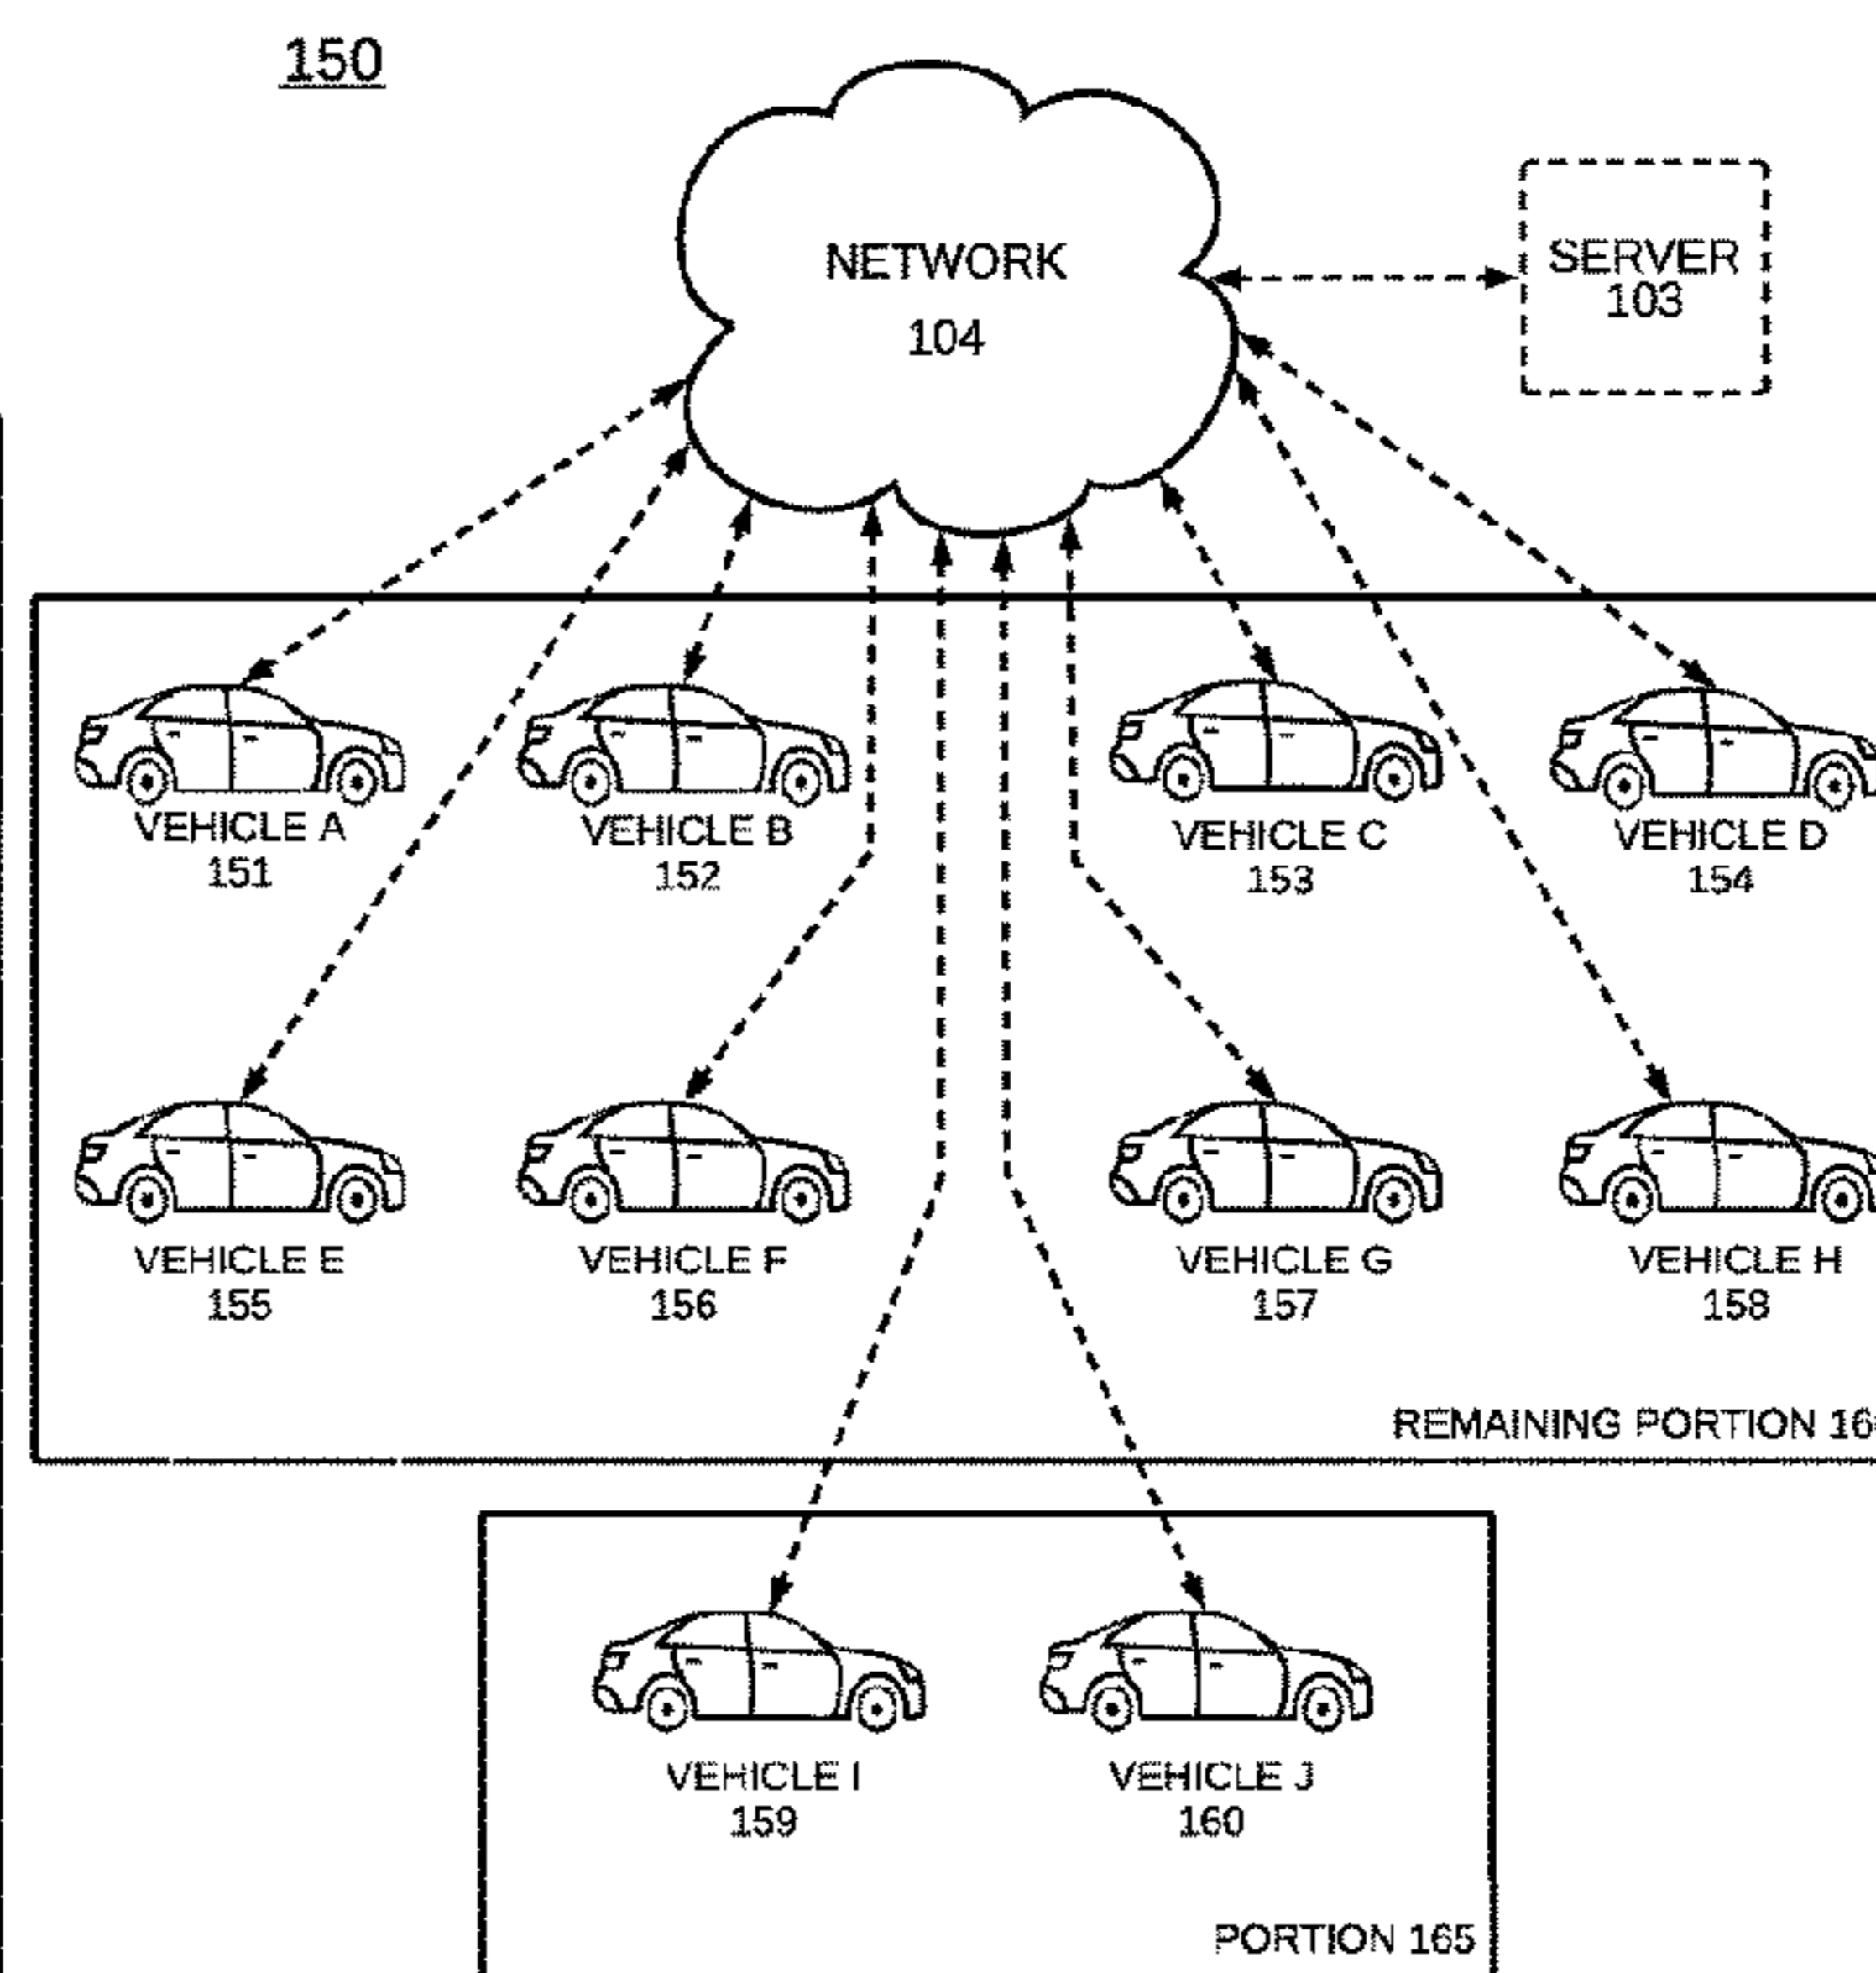 150
NETWORK
104
SERVER
103
VEHICLE A
151
VEHICLE B
152
VEHICLE C
153
VEHICLE D
154
VEHICLE E
155
VEHICLE F
156
VEHICLE G
157
VEHICLE H
158
REMAINING PORTION
VEHICLE I
159
VEHICLE J
160
PORTION 165